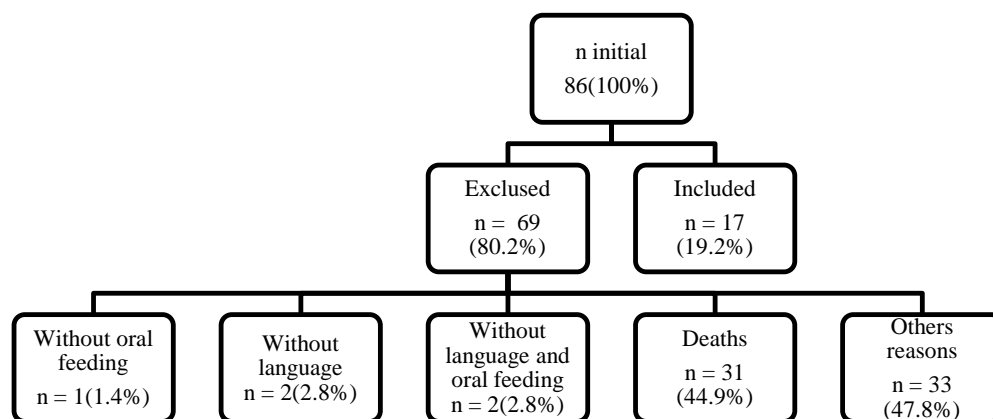 n initial
86(100%)
Exclused
n = 69
(80.2%)
Included
n = 17
(19.2%)
Without oral
feeding
n = 1(1.4%)
Without
language
n = 2(2.8%)
Without
language and
oral feeding
n = 2(2.8%)
Deaths
n = 31
(44.9%)
Others
reasons
n = 33
(47.8%)